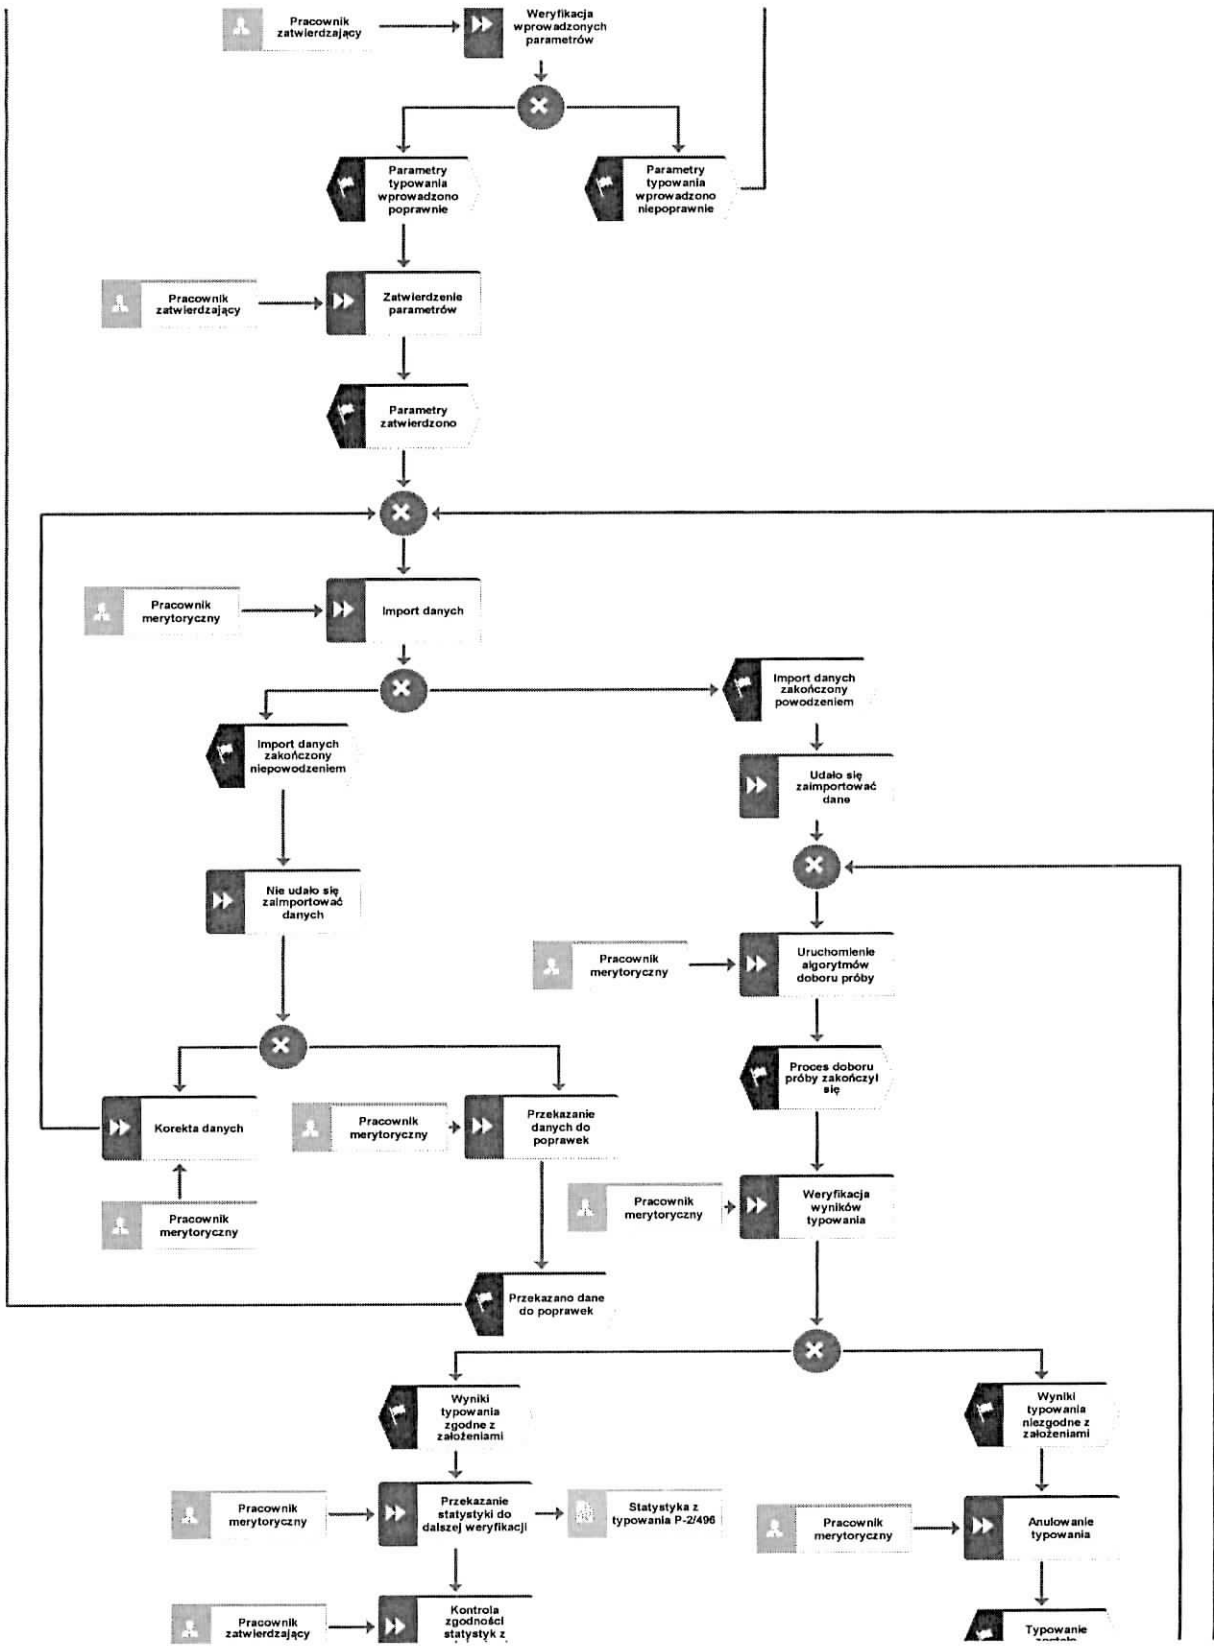 Pracownik
zatwierdzający
Weryfikacja
wprowadzonych
parametrów
Parametry
typowania
wprowadzono
poprawnie
Parametry
typowania
wprowadzono
niepoprawnie
Pracownik
zatwierdzający
Zatwierdzenie
parametrów
Parametry
zatwierdzono
Pracownik
merytoryczny
Import danych
Import danych
zakończony
powodzeniem
Import danych
zakończony
niepowodzeniem
Udało się
zaimportować
dane
Nie udało się
zaimportować
danych
Pracownik
merytoryczny
Uruchomienie
algorytmów
doboru próby
Proces doboru
próby zakończył
się
Korekta danych
Pracownik
merytoryczny
Przekazanie
danych do
poprawek
Pracownik
merytoryczny
Pracownik
merytoryczny
Weryfikacja
wyników
typowania
Przekazano dane
do poprawek
Wyniki
typowania
zgodne z
założeniami
Wyniki
typowania
niezgodne z
założeniami
Pracownik
merytoryczny
Przekazanie
statystyki do
dalszej weryfikacji
Statystyka z
typowania P-2/496
Pracownik
merytoryczny
Anulowanie
typowania
Pracownik
zatwierdzający
Kontrola
zgodności
statystyk z
Typowanie